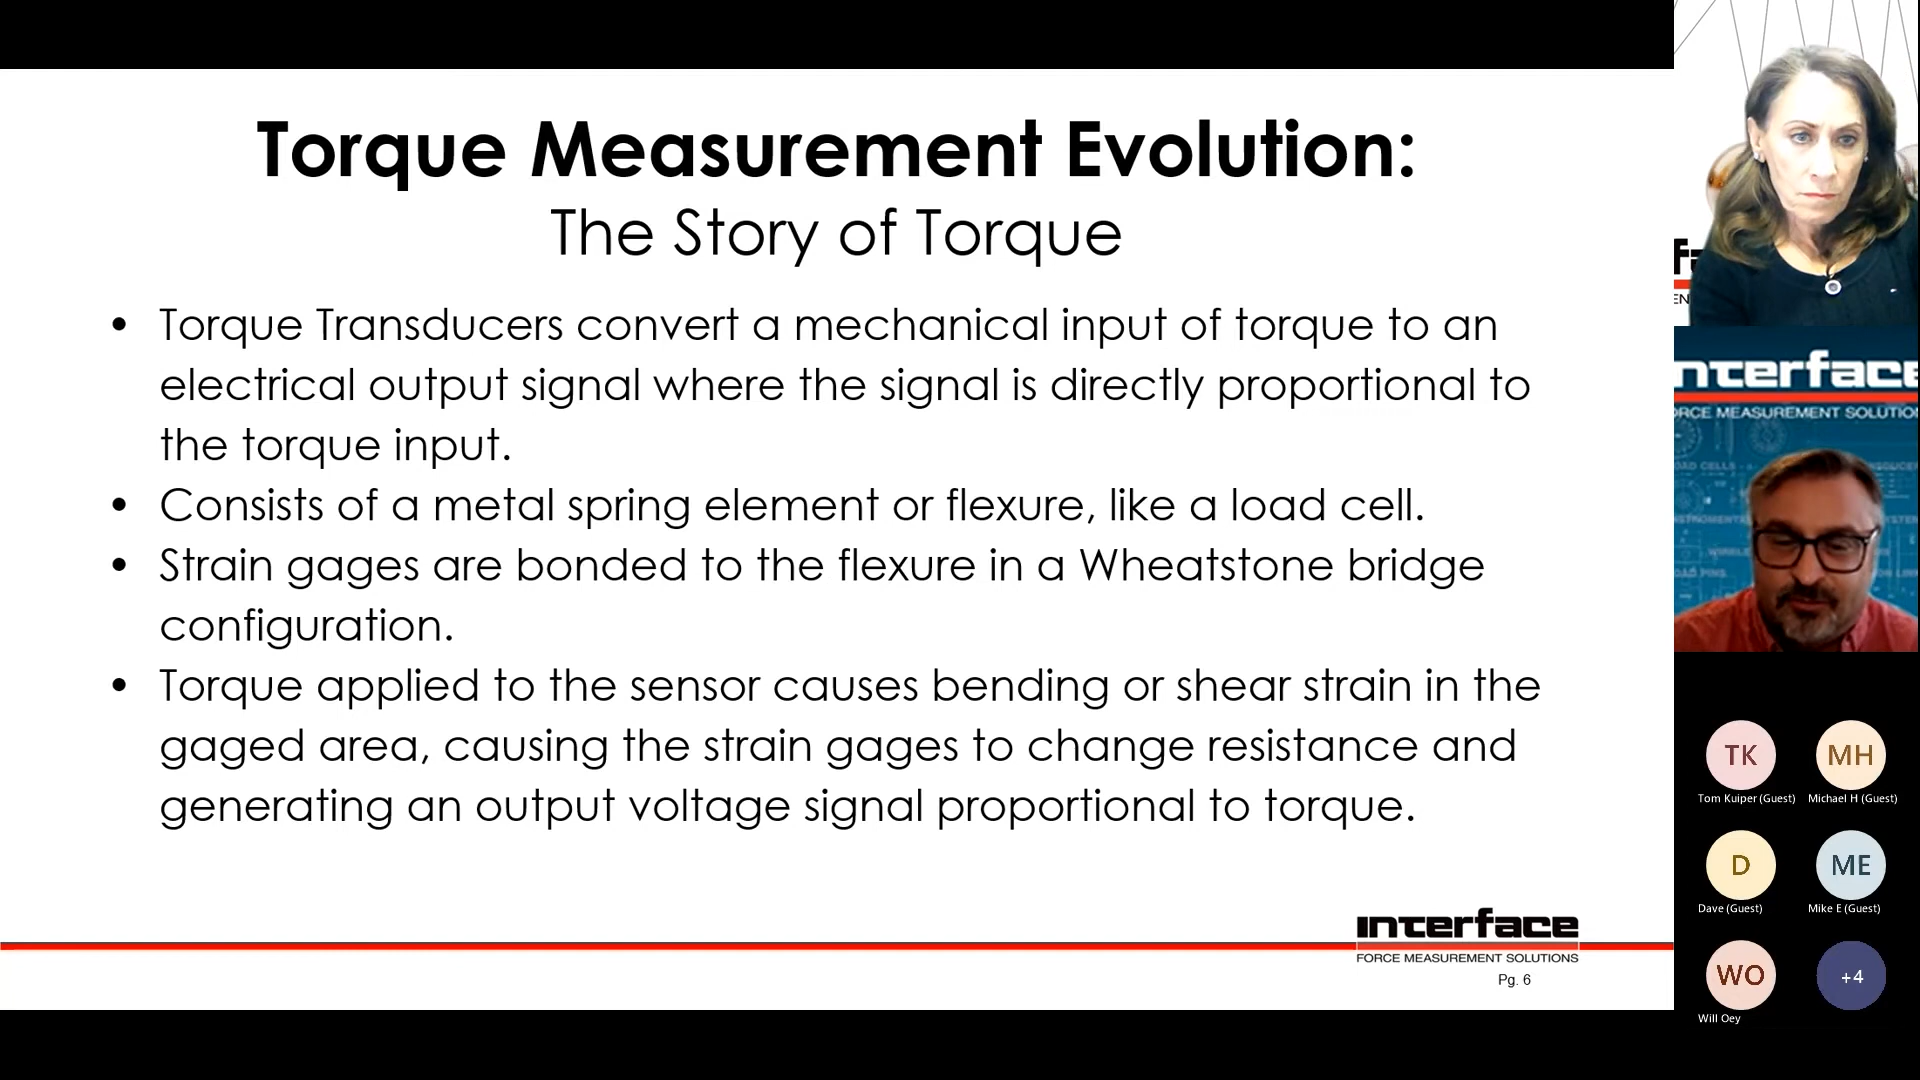 Torque Measurement Evolution:
The Story of Torque
• Torque Transducers convert a mechanical input of torque to an
electrical output signal where the signal is directly proportional to
the torque input.
• Consists of a metal spring element or flexure, like a load cell.
• Strain gages are bonded to the flexure in a Wheatstone bridge
configuration.
• Torque applied to the sensor causes bending or shear strain in the
gaged area, causing the strain gages to change resistance and
generating an output voltage signal proportional to torque.
interface
FORCE MEASUREMENT SOLUTIONS
Pg. 6
nterface
ORCE MEASUREMENT SOLUTIO
TK
MH
Tom Kuiper (Guest)
Michael H (Guest)
D
ME
Dave (Guest)
Mike E (Guest)
WO
+4
Will Oey